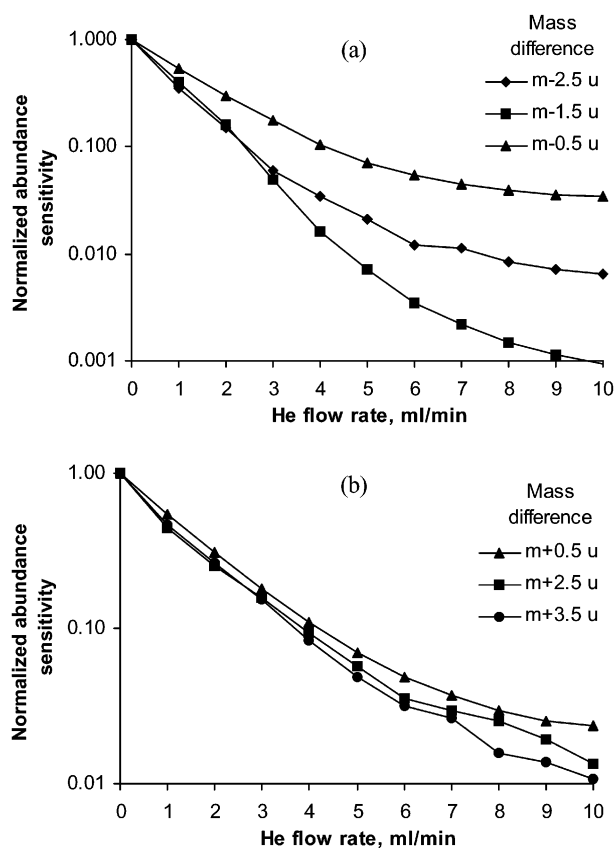 (a)
Mass
difference
m-2.5 u
m-1.5 u
m-0.5 u
Normalized abundance
sensitivity
1.000
0.100
0.010
0.001
0 1 2 3 4 5 6 7 8 9 10
He flow rate, ml/min
(b)
Mass
difference
m+0.5 u
m+2.5 u
m+3.5 u
Normalized abundance
sensitivity
1.00
0.10
0.01
0 1 2 3 4 5 6 7 8 9 10
He flow rate, ml/min